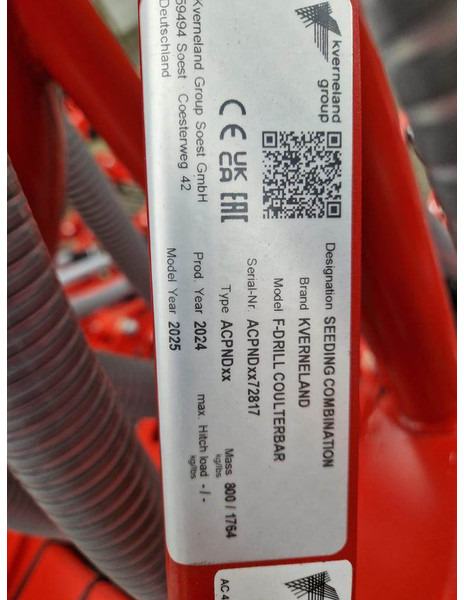 kverneland
group
Designation SEEDING COMBINATION
Brand KVERNELAND
Model F-DRILL COULTERBAR
Serial-Nr. ACPNDxx72817
Type ACPNDxx
Mass 800 / 1764
kg/lbs
Prod. Year 2024
max. Hitch load - / -
kg/lbs
Model Year 2025
CE UK CA EAC
Kverneland Group Soest GmbH
59494 Soest Coesterweg 42
Deutschland
AC4